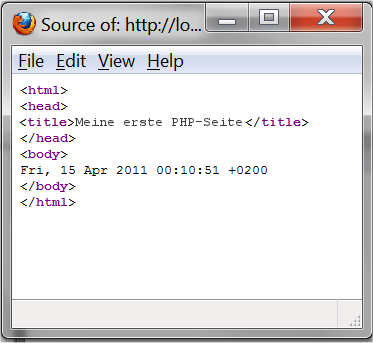 Source of: http://lo...
File Edit View Help
<html>
<head>
<title>Meine erste PHP-Seite</title>
</head>
<body>
Fri, 15 Apr 2011 00:10:51 +0200
</body>
</html>